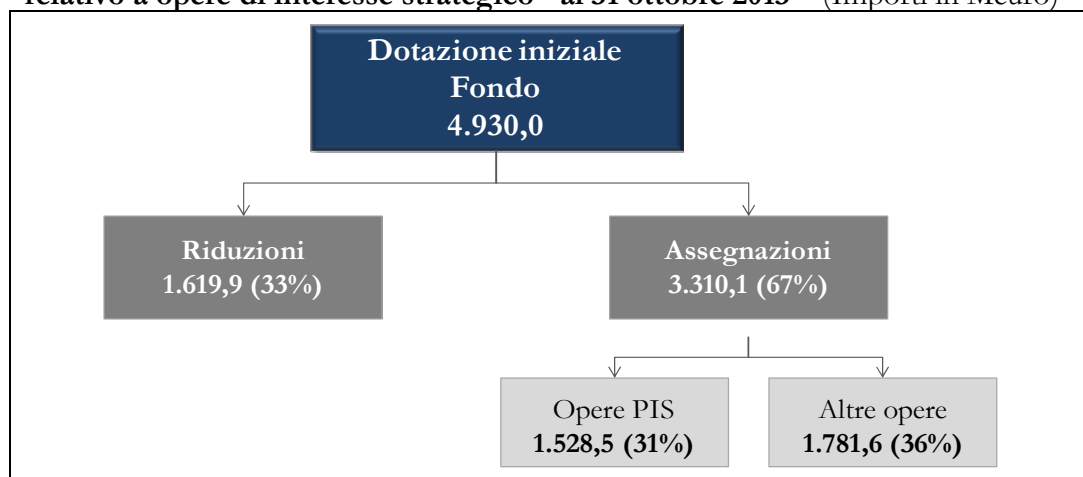 relativo a opere di interesse strategico - al 31 ottobre 2013 - (Importi in Meuro)
Dotazione iniziale
Fondo
4.930,0
Riduzioni
1.619,9 (33%)
Assegnazioni
3.310,1 (67%)
Opere PIS
1.528,5 (31%)
Altre opere
1.781,6 (36%)